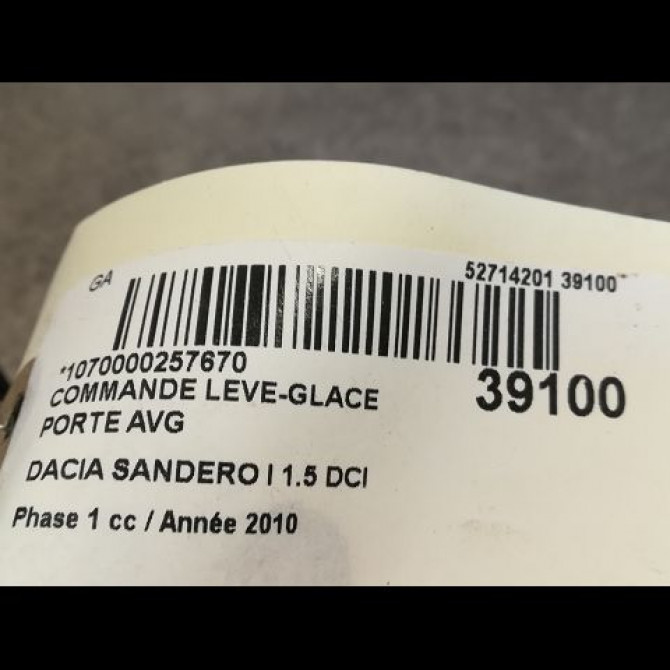 GA
52714201 39100
*1070000257670
39100
COMMANDE LEVE-GLACE
PORTE AVG
DACIA SANDERO I 1.5 DCI
Phase 1 cc / Année 2010